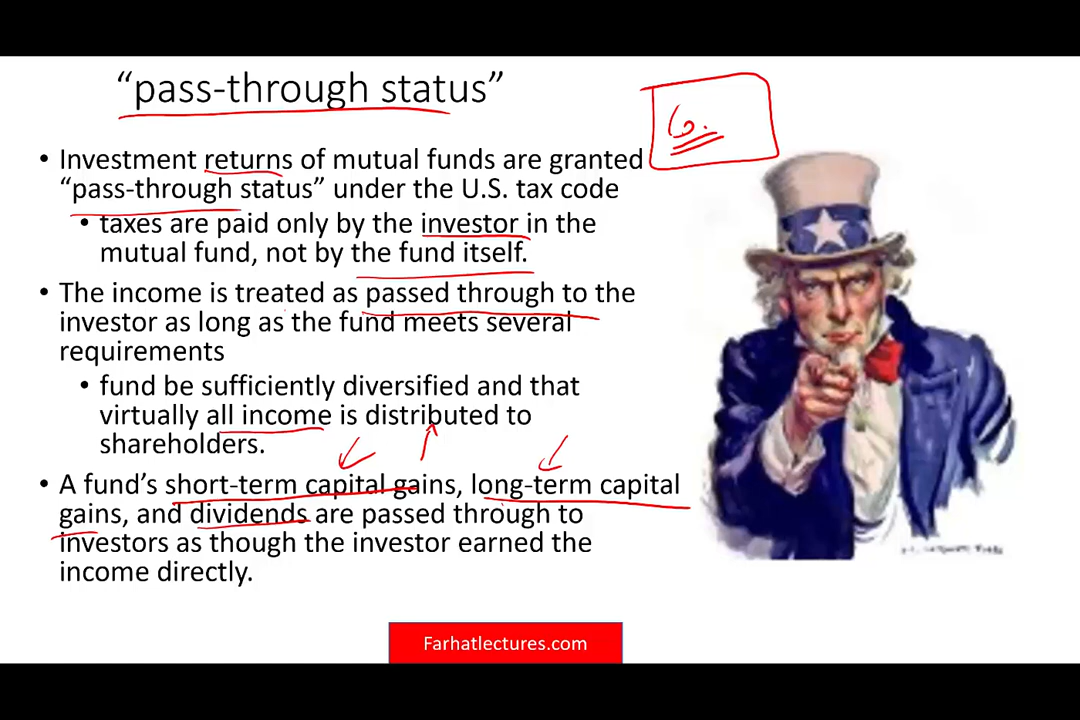 “pass-through status”
6.
• Investment returns of mutual funds are granted
“pass-through status” under the U.S. tax code
• taxes are paid only by the investor in the
mutual fund, not by the fund itself.
• The income is treated as passed through to the
investor as long as the fund meets several
requirements
• fund be sufficiently diversified and that
virtually all income is distributed to
shareholders.
• A fund’s short-term capital gains, long-term capital
gains, and dividends are passed through to
investors as though the investor earned the
income directly.
Farhatlectures.com